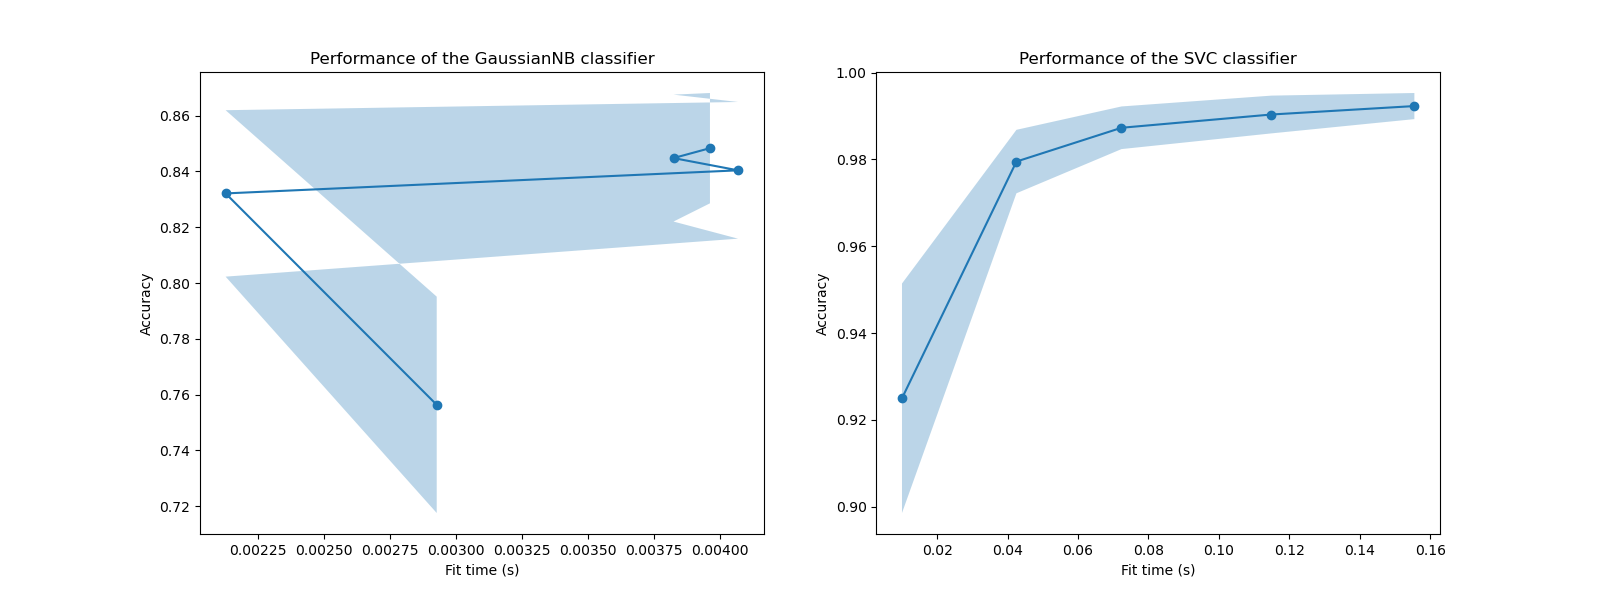 Performance of the GaussianNB classifier
Accuracy
0.86
0.84
0.82
0.80
0.78
0.76
0.74
0.72
0.00225 0.00250 0.00275 0.00300 0.00325 0.00350 0.00375 0.00400
Fit time (s)
Performance of the SVC classifier
Accuracy
1.00
0.98
0.96
0.94
0.92
0.90
0.02 0.04 0.06 0.08 0.10 0.12 0.14 0.16
Fit time (s)